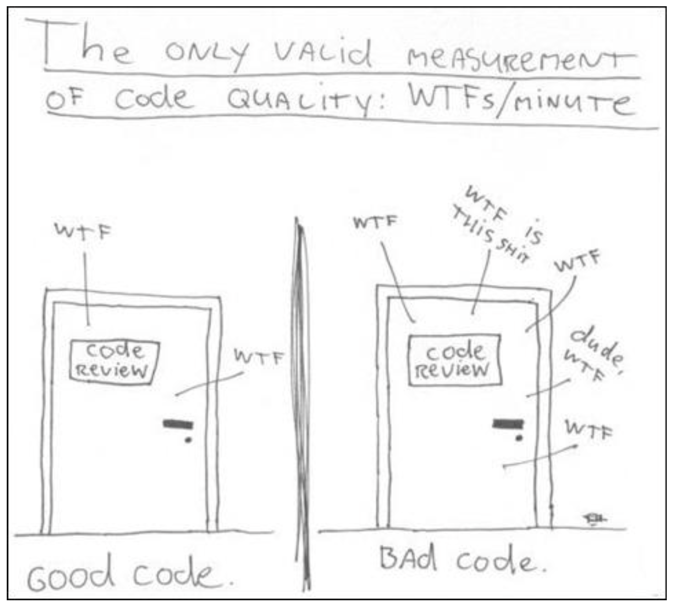 The ONLY VALid MEASUREMENT
OF Code QUALITY: WTFs/MINUTE
WTF
code
REVIEW
WTF
Good code.
WTF
WTF is
THIS SHIT
WTF
code
REVIEW
dude,
WTF
WTF
BAd code.